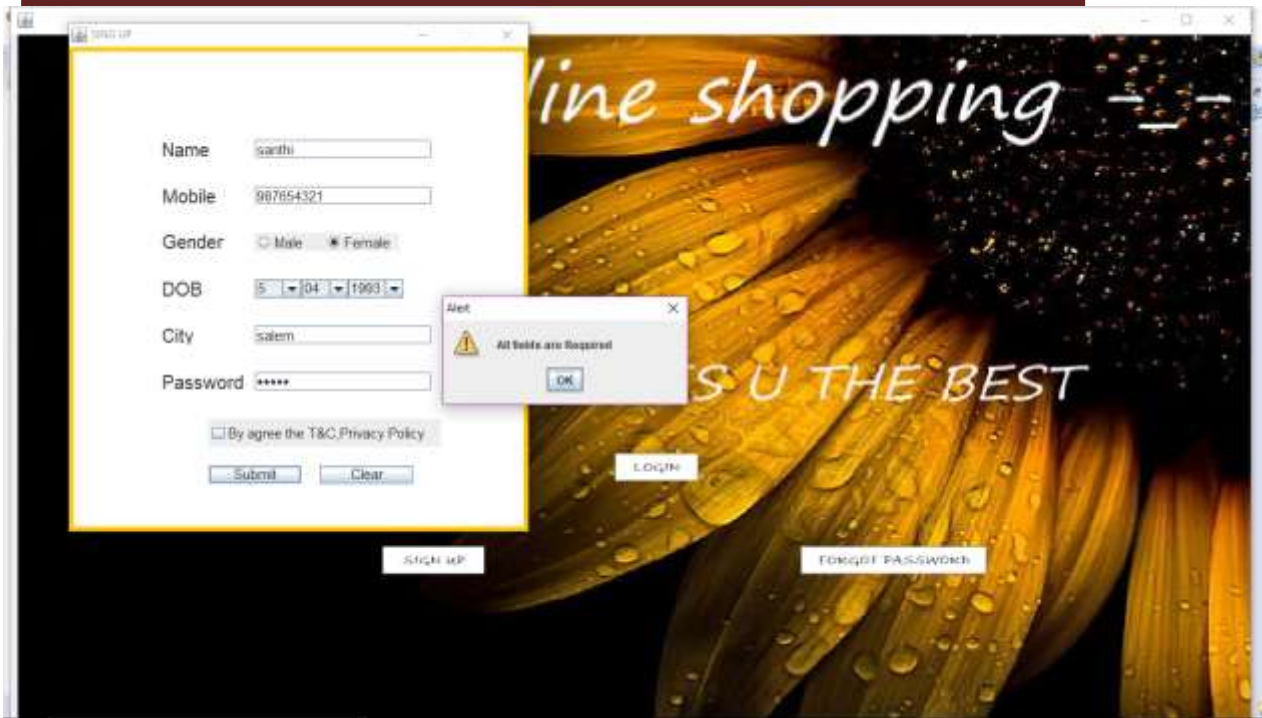 SING UP
line shopping -_-
Name santhi
Mobile 987654321
Gender Male Female
DOB 5 04 1993
City salem
Password •••••
By agree the T&C,Privacy Policy
Submit Clear
Alert
All fields are Required
OK
S U THE BEST
LOGIN
SIGN UP
FORGOT PASSWORD